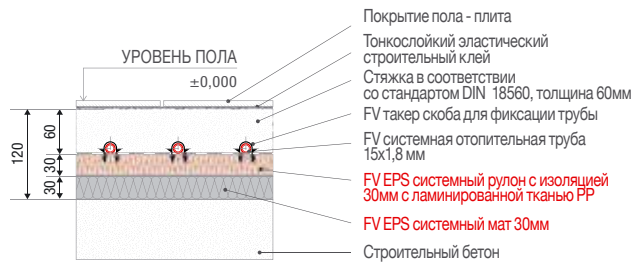 Покрытие пола - плита
Тонкослойкий эластический
строительный клей
Стяжка в соответствии
со стандартом DIN 18560, толщина 60мм
FV такер скоба для фиксации трубы
FV системная отопительная труба
15x1,8 мм
FV EPS системный рулон с изоляцией
30мм с ламинированной тканью PP
FV EPS системный мат 30мм
Строительный бетон
УРОВЕНЬ ПОЛА
±0,000
120
60
30
30